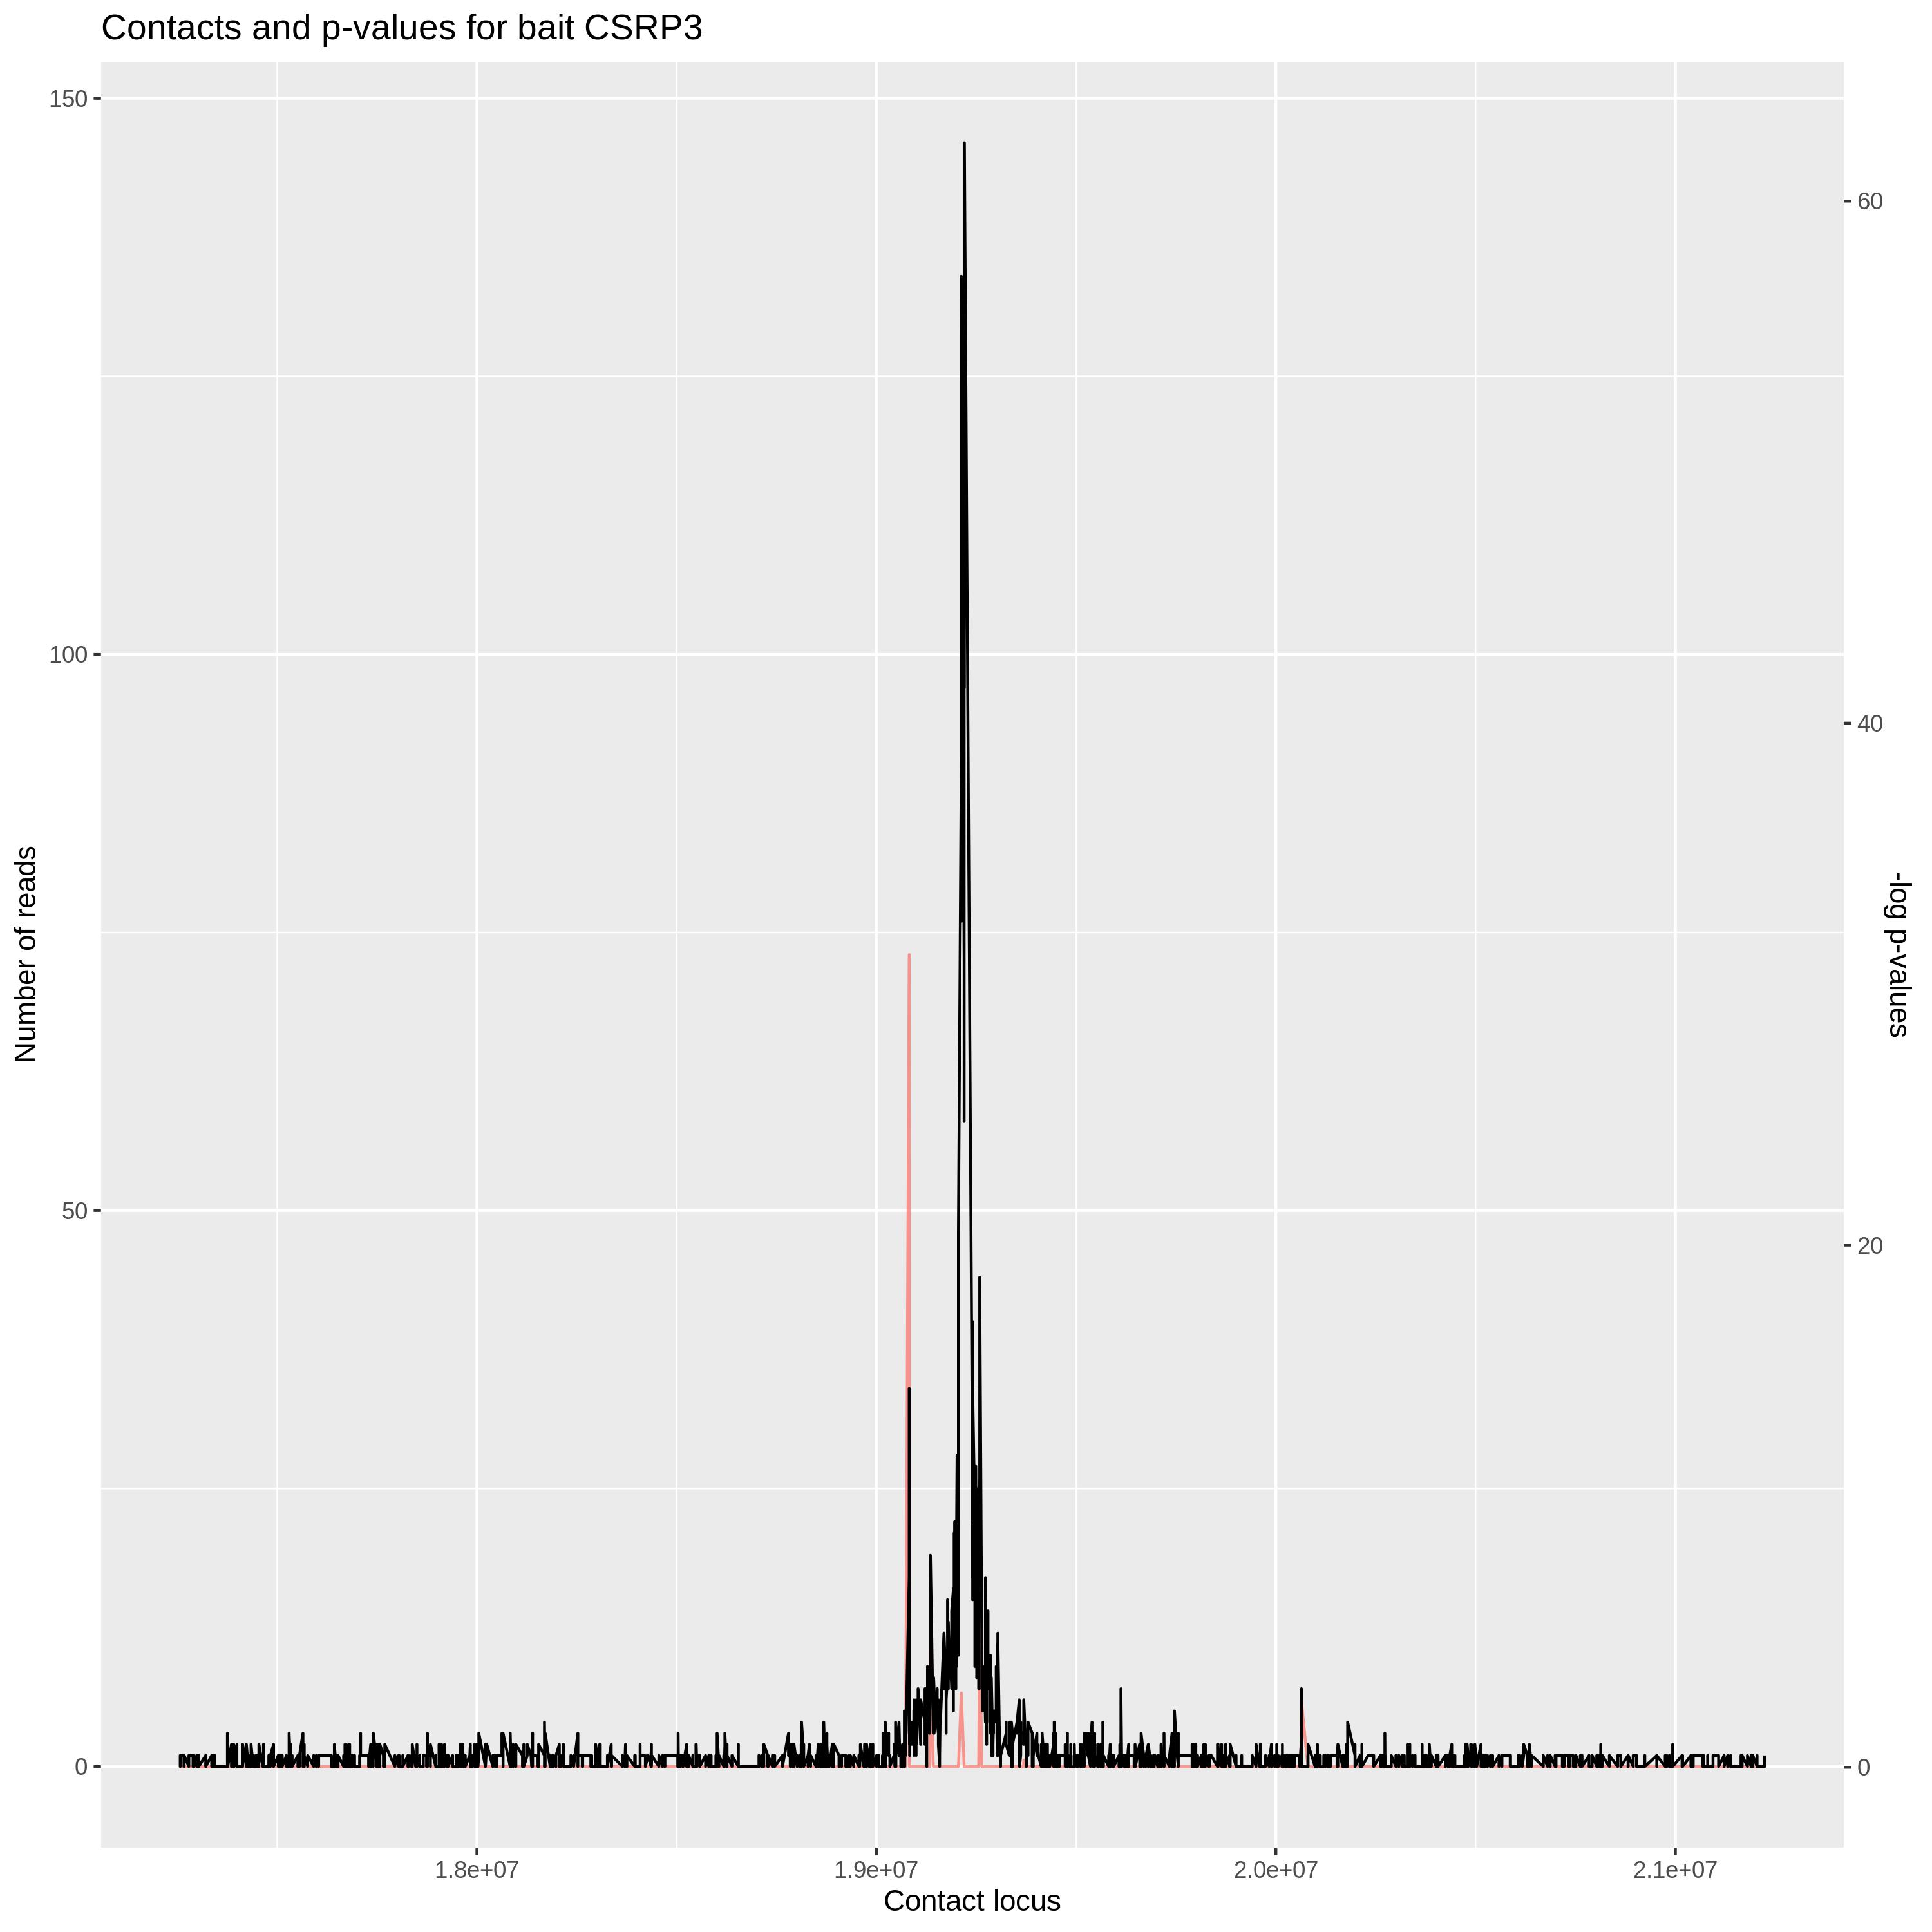 Contacts and p-values for bait CSRP3
150
100
50
0
Number of reads
60
40
20
0
-log p-values
1.8e+07
1.9e+07
2.0e+07
2.1e+07
Contact locus